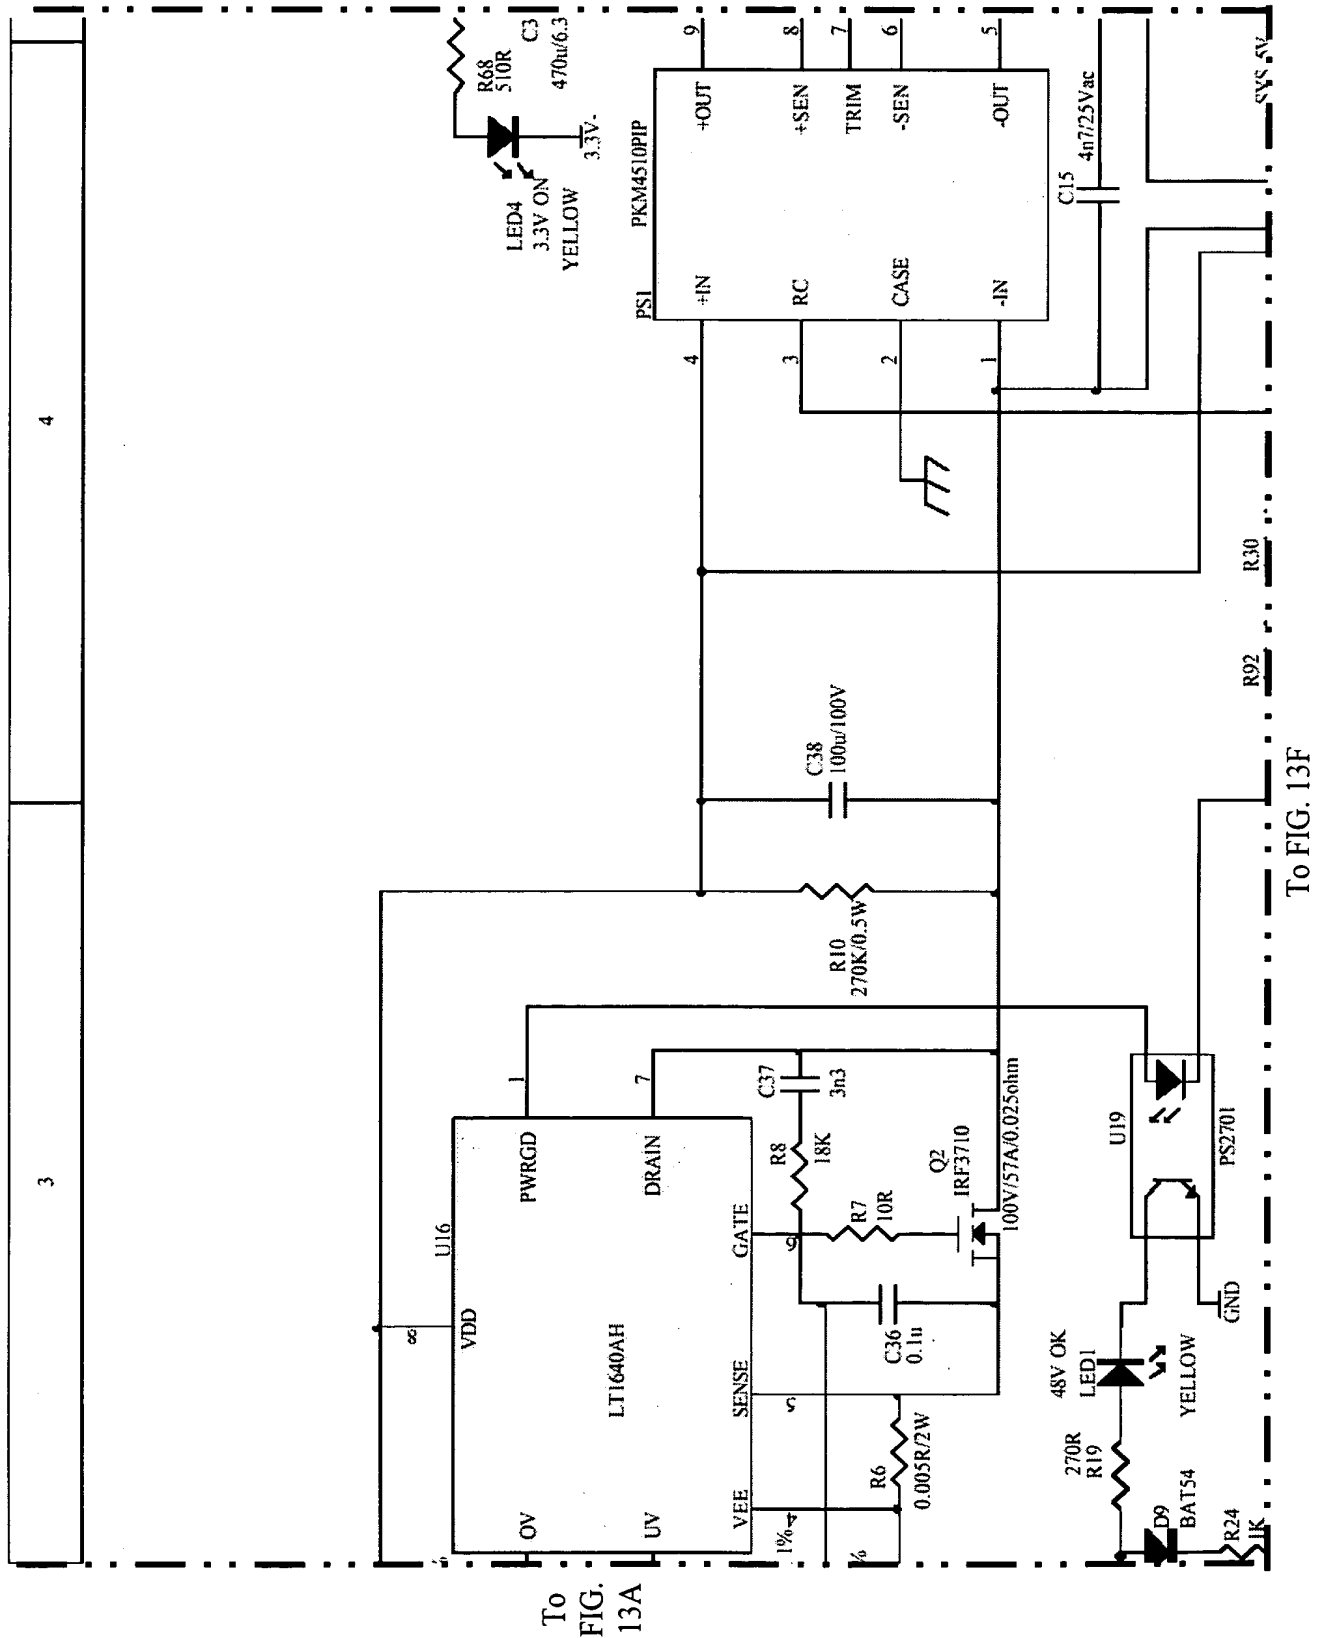 4
3
R68
510R
C3
470u/6.3
LED4
3.3V ON
YELLOW
3.3V-
PS1
PKM4510PIP
9
8
7
6
5
+OUT
+SEN
TRIM
-SEN
-OUT
+IN
RC
CASE
-IN
4
3
2
1
C15
4n7/25Vac
SYS_5V
R30
R92
C38
100u/100V
R10
270K/0.5W
U16
LT1640AH
VDD
8
PWRGD
1
DRAIN
7
GATE
6
SENSE
5
VEE
4
1%
OV
UV
%
C37
3n3
R8
18K
R7
10R
Q2
IRF3710
100V/57A/0.025ohm
C36
0.1u
R6
0.005R/2W
U19
PS2701
GND
48V OK
LED1
YELLOW
270R
R19
D9
BAT54
R24
1K
To FIG. 13F
To
FIG.
13A